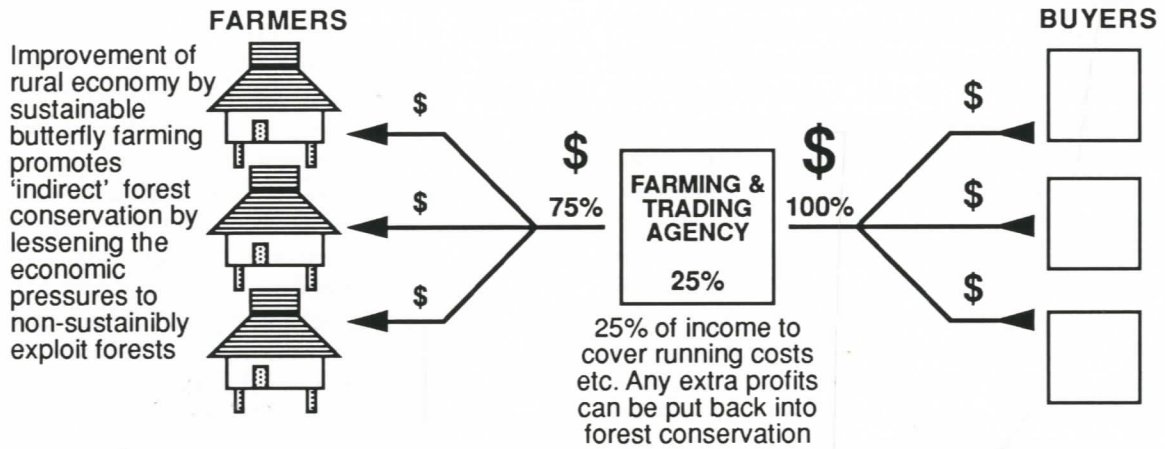 FARMERS
Improvement of
rural economy by
sustainable
butterfly farming
promotes
'indirect' forest
conservation by
lessening the
economic
pressures to
non-sustainibly
exploit forests
$
$
$
$
75%
FARMING &
TRADING
AGENCY
25%
25% of income to
cover running costs
etc. Any extra profits
can be put back into
forest conservation
$
100%
BUYERS
$
$
$